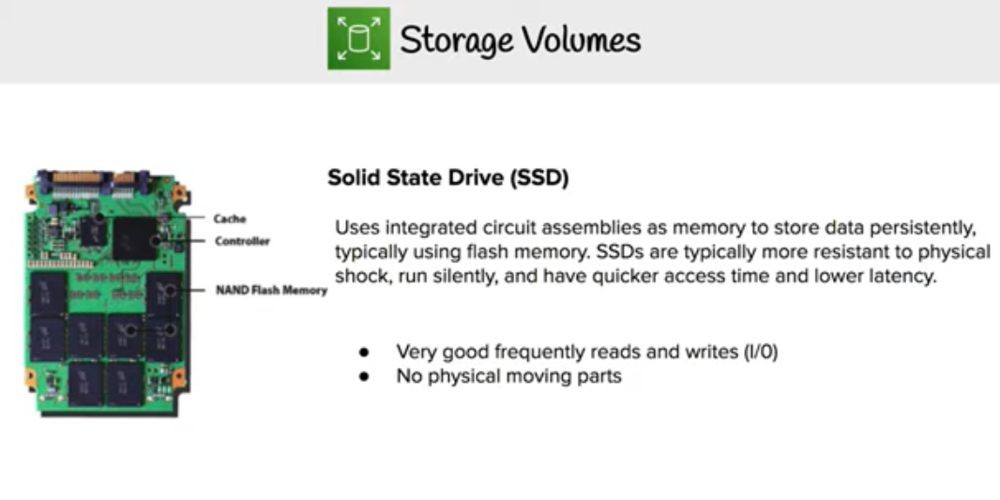 Storage Volumes
Solid State Drive (SSD)
Cache
Controller
NAND Flash Memory
Uses integrated circuit assemblies as memory to store data persistently,
typically using flash memory. SSDs are typically more resistant to physical
shock, run silently, and have quicker access time and lower latency.
● Very good frequently reads and writes (I/0)
● No physical moving parts